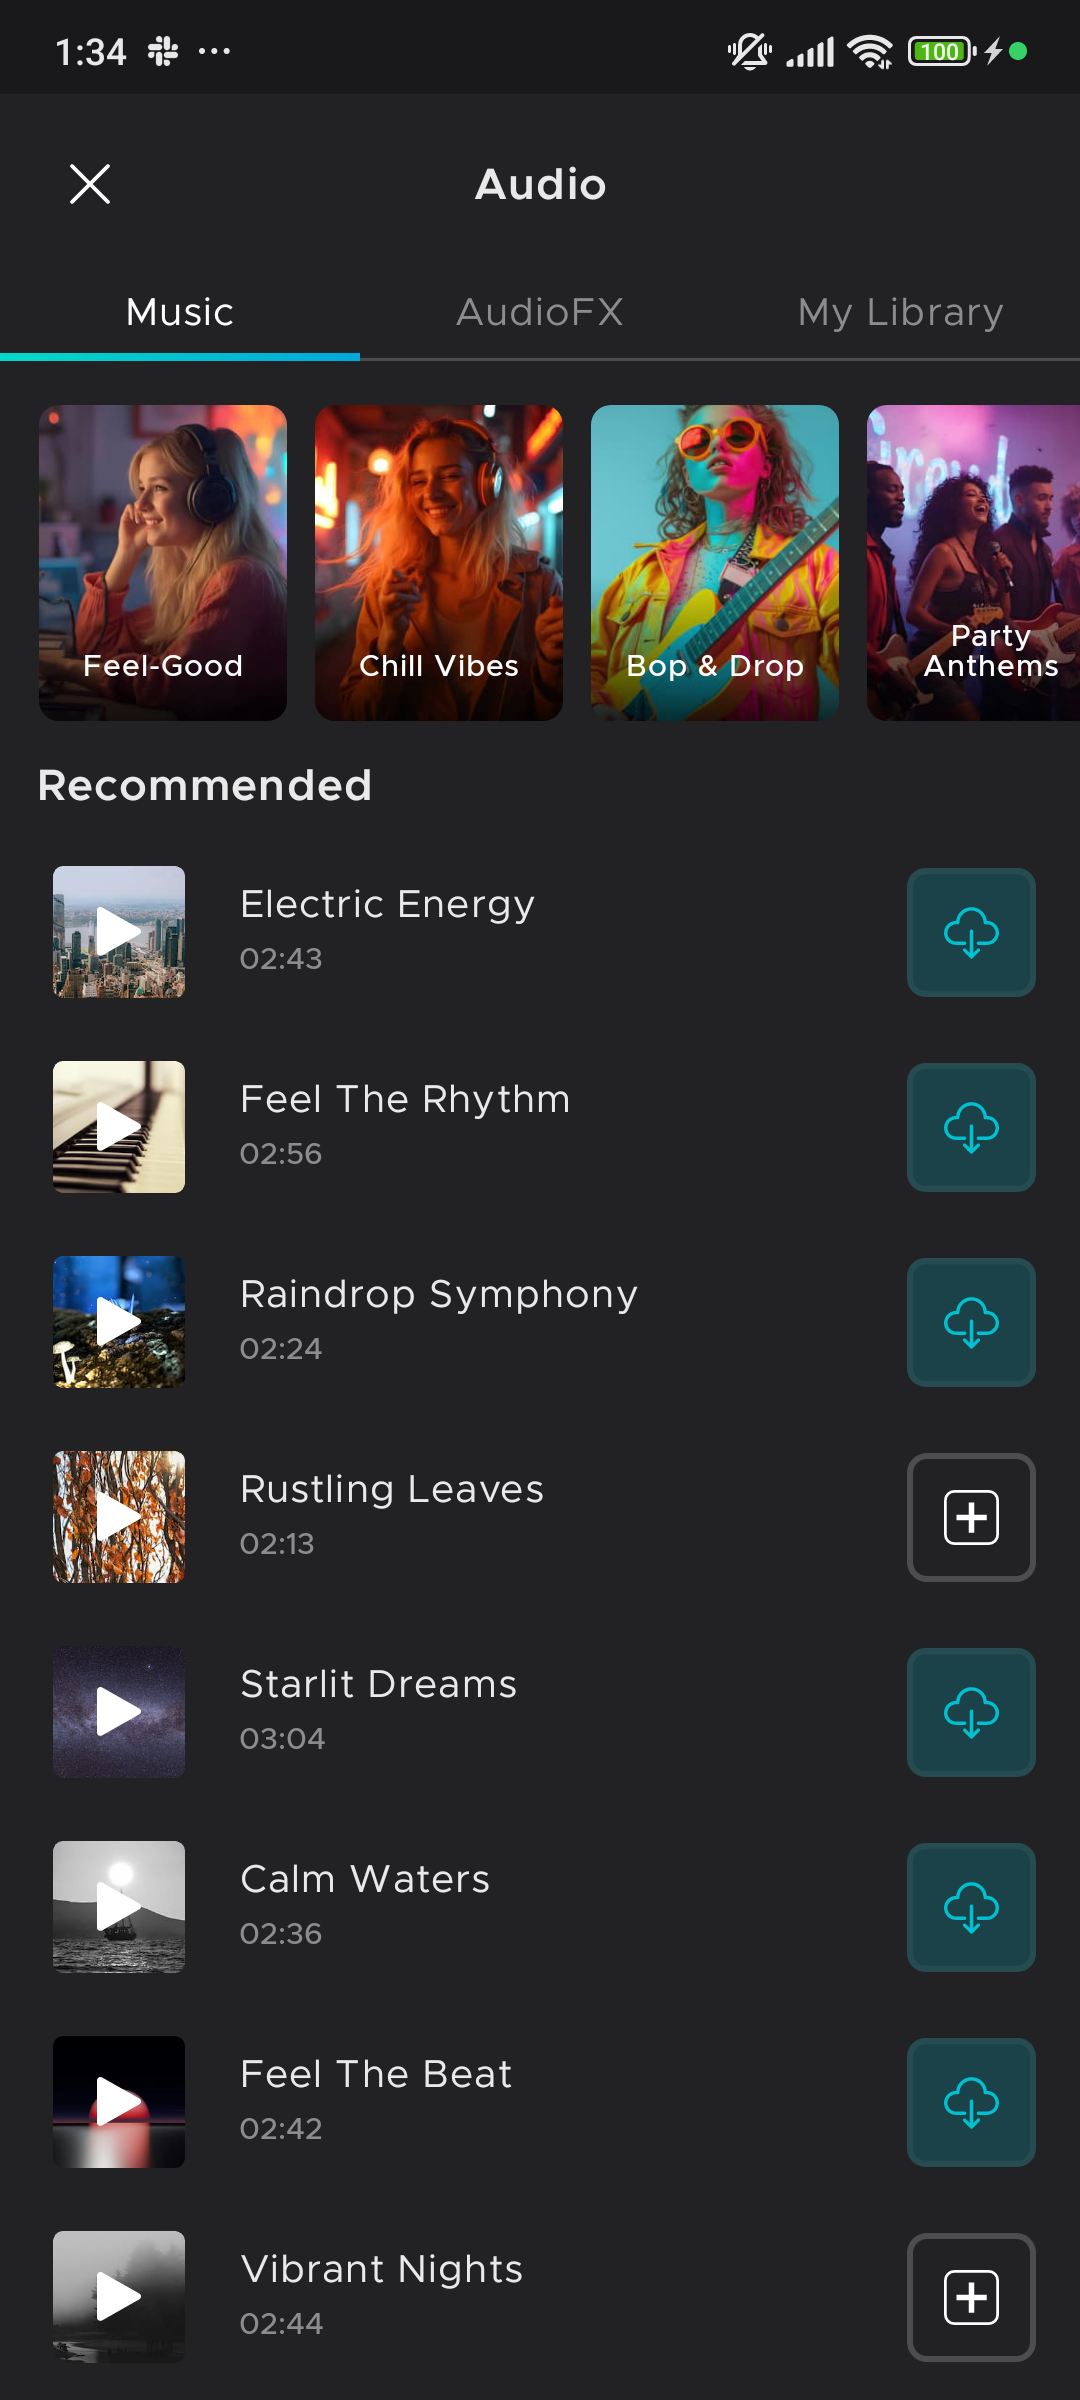 1:34
100
Audio
Music
AudioFX
My Library
Feel-Good
Chill Vibes
Bop & Drop
Party
Anthems
Recommended
Electric Energy
02:43
Feel The Rhythm
02:56
Raindrop Symphony
02:24
Rustling Leaves
02:13
Starlit Dreams
03:04
Calm Waters
02:36
Feel The Beat
02:42
Vibrant Nights
02:44